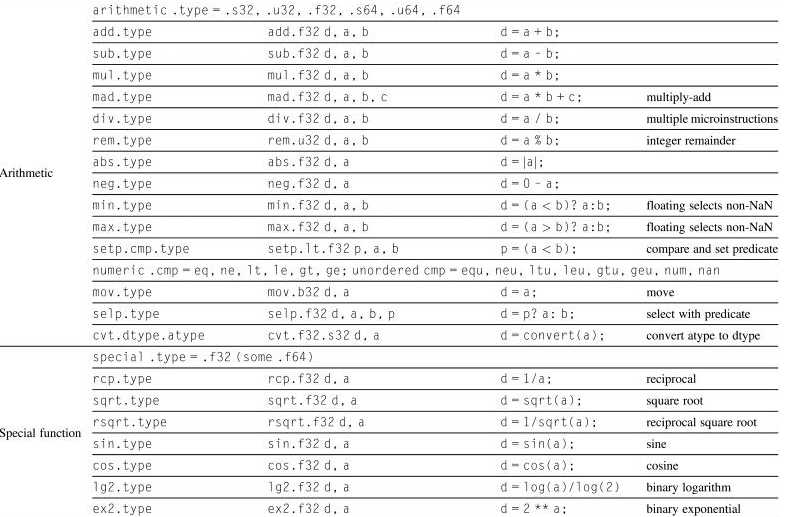 arithmetic .type = .s32, .u32, .f32, .s64, .u64, .f64
add.type add.f32 d, a, b d = a + b;
sub.type sub.f32 d, a, b d = a - b;
mul.type mul.f32 d, a, b d = a * b;
mad.type mad.f32 d, a, b, c d = a * b + c; multiply-add
div.type div.f32 d, a, b d = a / b; multiple microinstructions
rem.type rem.u32 d, a, b d = a % b; integer remainder
Arithmetic
abs.type abs.f32 d, a d = |a|;
neg.type neg.f32 d, a d = 0 - a;
min.type min.f32 d, a, b d = (a < b)? a:b; floating selects non-NaN
max.type max.f32 d, a, b d = (a > b)? a:b; floating selects non-NaN
setp.cmp.type setp.lt.f32 p, a, b p = (a < b); compare and set predicate
numeric .cmp = eq, ne, lt, le, gt, ge; unordered cmp = equ, neu, ltu, leu, gtu, geu, num, nan
mov.type mov.b32 d, a d = a; move
selp.type selp.f32 d, a, b, p d = p? a: b; select with predicate
cvt.dtype.atype cvt.f32.s32 d, a d = convert(a); convert atype to dtype
special .type = .f32 (some .f64)
rcp.type rcp.f32 d, a d = 1/a; reciprocal
sqrt.type sqrt.f32 d, a d = sqrt(a); square root
rsqrt.type rsqrt.f32 d, a d = 1/sqrt(a); reciprocal square root
Special function
sin.type sin.f32 d, a d = sin(a); sine
cos.type cos.f32 d, a d = cos(a); cosine
lg2.type lg2.f32 d, a d = log(a)/log(2) binary logarithm
ex2.type ex2.f32 d, a d = 2 ** a; binary exponential